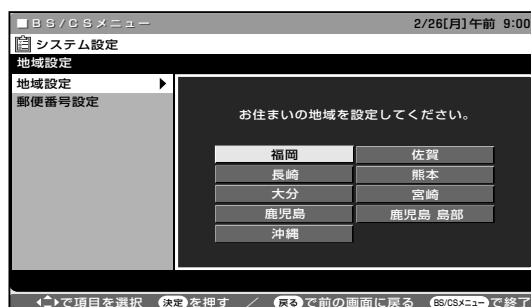 ■BS/CSメニュー 2/26[月]午前 9:00
システム設定
地域設定
地域設定 ▶
郵便番号設定
お住まいの地域を設定してください。
福岡 佐賀
長崎 熊本
大分 宮崎
鹿児島 鹿児島 島部
沖縄
で項目を選択 決定を押す / 戻るで前の画面に戻る BS/CSメニューで終了